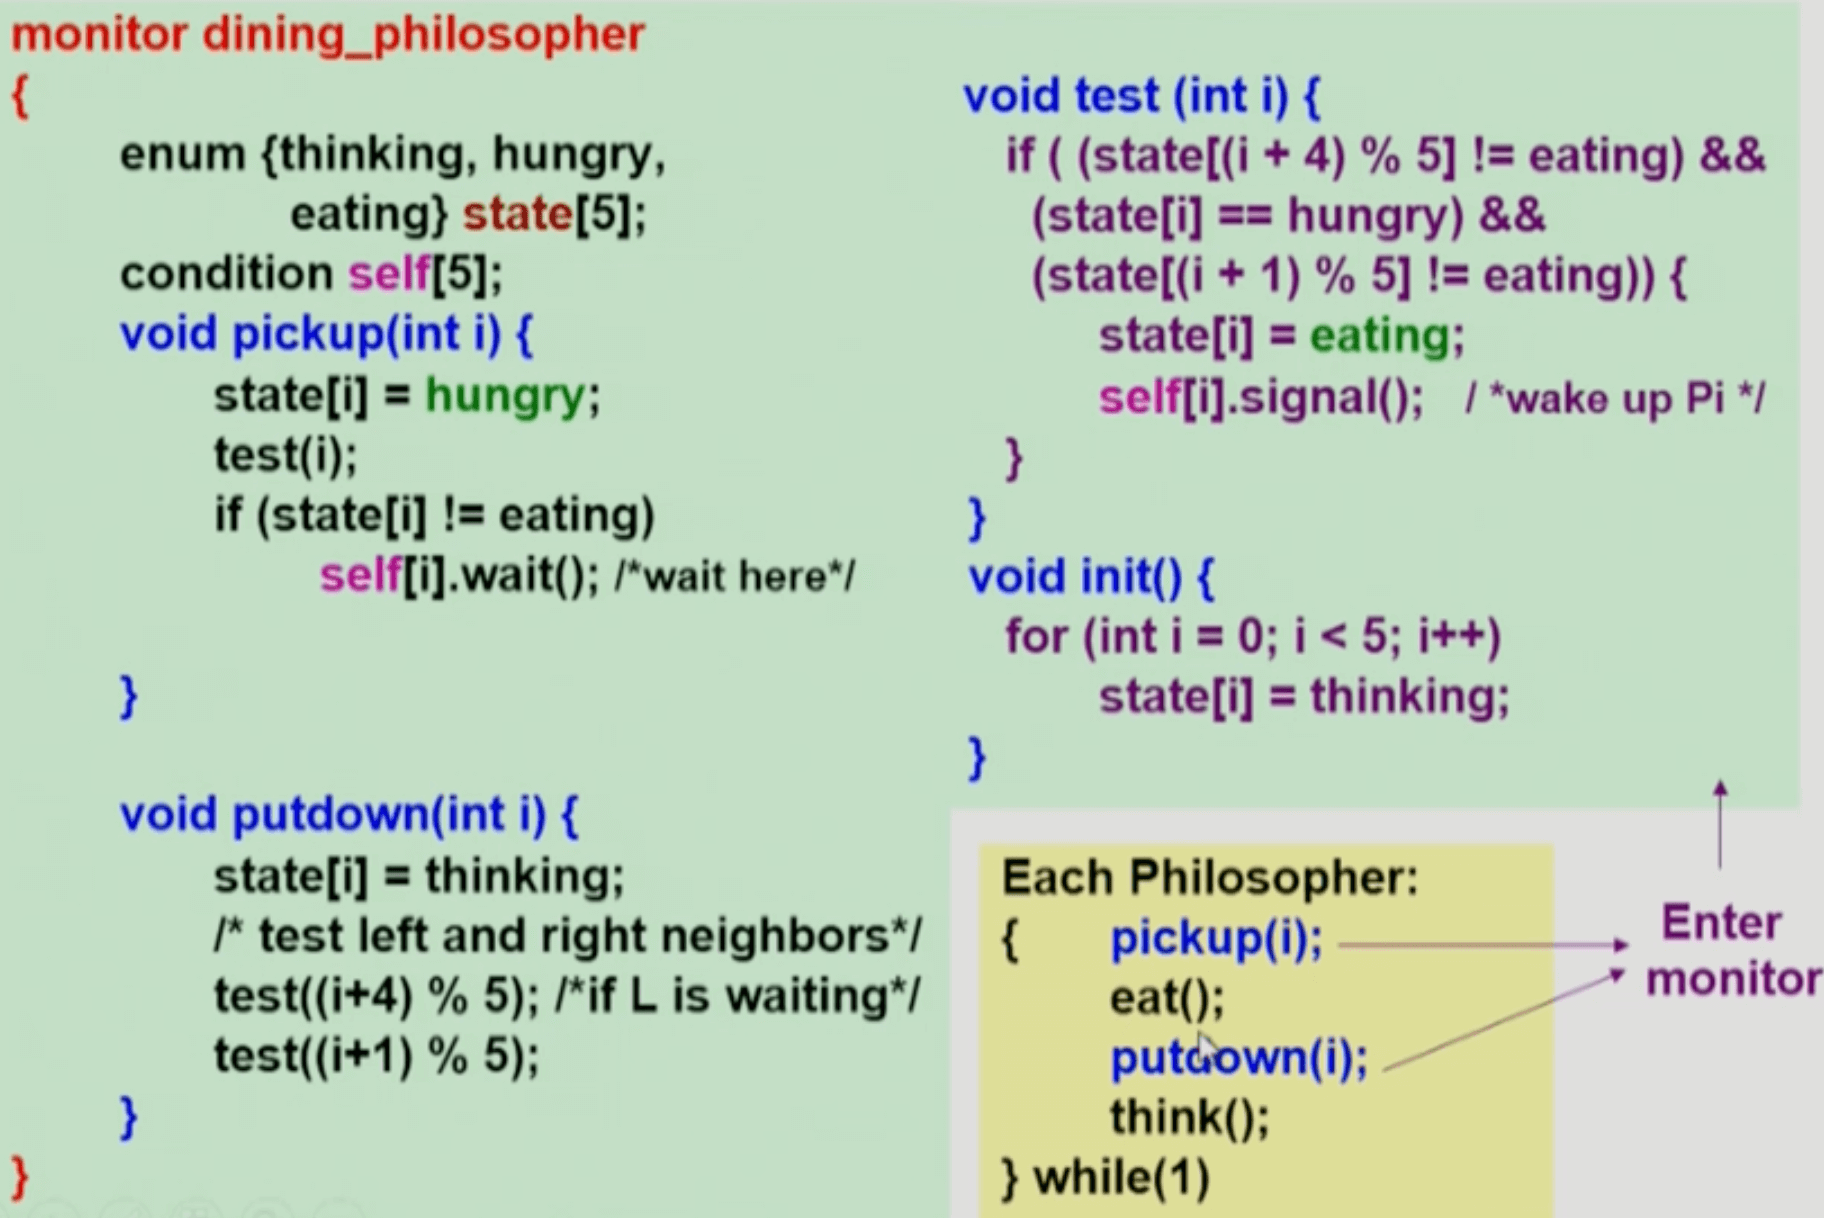 monitor dining_philosopher
{
enum {thinking, hungry,
eating} state[5];
condition self[5];
void pickup(int i) {
state[i] = hungry;
test(i);
if (state[i] != eating)
self[i].wait(); /*wait here*/
}
void putdown(int i) {
state[i] = thinking;
/* test left and right neighbors*/
test((i+4) % 5); /*if L is waiting*/
test((i+1) % 5);
}
}
void test (int i) {
if ( (state[(i + 4) % 5] != eating) &&
(state[i] == hungry) &&
(state[(i + 1) % 5] != eating)) {
state[i] = eating;
self[i].signal(); / *wake up Pi */
}
}
void init() {
for (int i = 0; i < 5; i++)
state[i] = thinking;
}
Each Philosopher:
{ pickup(i);
eat();
putdown(i);
think();
} while(1)
Enter
monitor